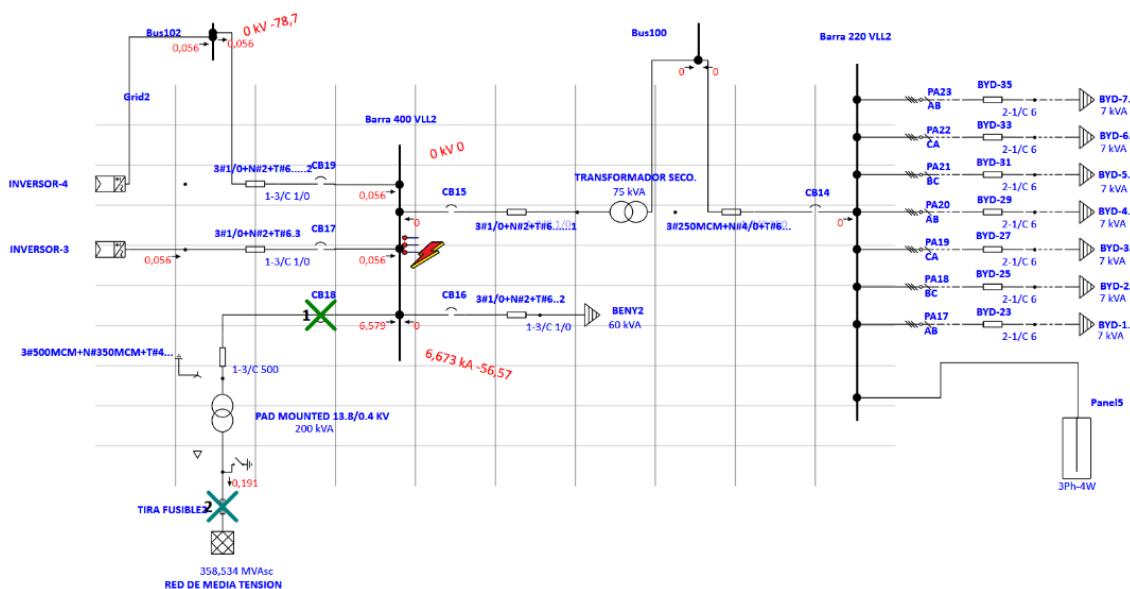 Bus102
0 kV -78,7
0,056
0,056
Grid2
Bus100
0
0
Barra 220 VLL2
Barra 400 VLL2
0 kV 0
INVERSOR-4
3#1/0+N#2+T#6.....2
CB19
1-3/C 1/0
0,056
CB15
0
3#1/0+N#2+T#6......1
TRANSFORMADOR SECO.
75 kVA
3#250MCM+N#4/0+T#6...
CB14
0
INVERSOR-3
0,056
3#1/0+N#2+T#6.3
CB17
1-3/C 1/0
0,056
CB18
1
6,579
0
CB16
3#1/0+N#2+T#6..2
1-3/C 1/0
BENY2
60 kVA
6,673 kA -56,57
3#500MCM+N#350MCM+T#4...
1-3/C 500
PAD MOUNTED 13.8/0.4 KV
200 kVA
0,191
TIRA FUSIBLE2
2
358,534 MVAsc
RED DE MEDIA TENSION
PA23
AB
BYD-35
2-1/C 6
BYD-7.
7 kVA
PA22
CA
BYD-33
2-1/C 6
BYD-6.
7 kVA
PA21
BC
BYD-31
2-1/C 6
BYD-5.
7 kVA
PA20
AB
BYD-29
2-1/C 6
BYD-4.
7 kVA
PA19
CA
BYD-27
2-1/C 6
BYD-3.
7 kVA
PA18
BC
BYD-25
2-1/C 6
BYD-2.
7 kVA
PA17
AB
BYD-23
2-1/C 6
BYD-1.
7 kVA
Panel5
3Ph-4W